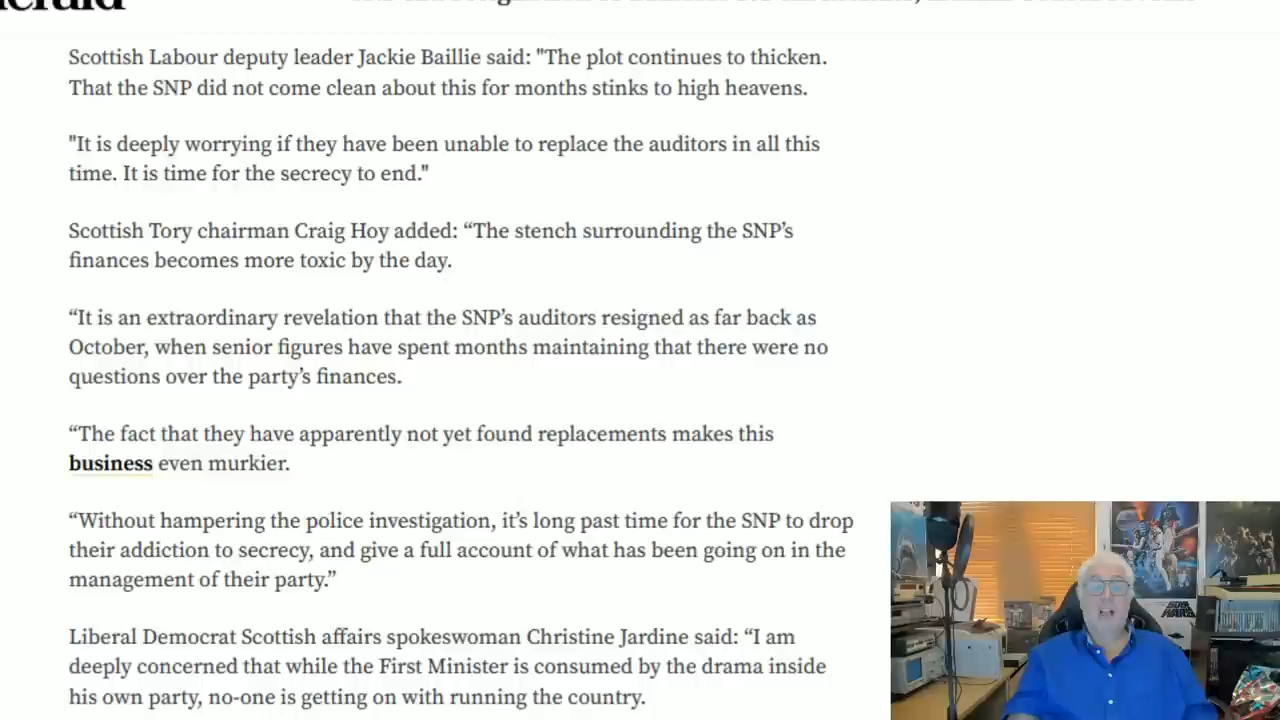 Scottish Labour deputy leader Jackie Baillie said: "The plot continues to thicken.
That the SNP did not come clean about this for months stinks to high heavens.
"It is deeply worrying if they have been unable to replace the auditors in all this
time. It is time for the secrecy to end."
Scottish Tory chairman Craig Hoy added: “The stench surrounding the SNP’s
finances becomes more toxic by the day.
“It is an extraordinary revelation that the SNP’s auditors resigned as far back as
October, when senior figures have spent months maintaining that there were no
questions over the party’s finances.
“The fact that they have apparently not yet found replacements makes this
business even murkier.
“Without hampering the police investigation, it’s long past time for the SNP to drop
their addiction to secrecy, and give a full account of what has been going on in the
management of their party.”
Liberal Democrat Scottish affairs spokeswoman Christine Jardine said: “I am
deeply concerned that while the First Minister is consumed by the drama inside
his own party, no-one is getting on with running the country.
STAR
WARS